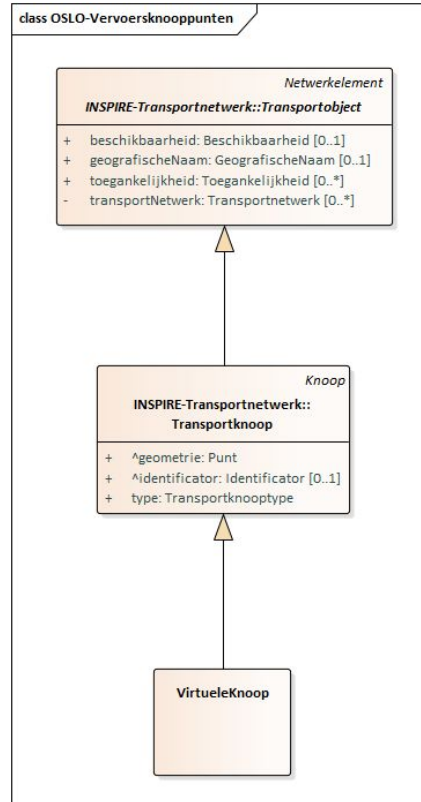 class OSLO-Vervoersknooppunten
Netwerkelement
INSPIRE-Transportnetwerk::Transportobject
+ beschikbaarheid: Beschikbaarheid [0..1]
+ geografischeNaam: GeografischeNaam [0..1]
+ toegankelijkheid: Toegankelijkheid [0..*]
- transportNetwerk: Transportnetwerk [0..*]
Knoop
INSPIRE-Transportnetwerk::
Transportknoop
+ ^geometrie: Punt
+ ^identificator: Identificator [0..1]
+ type: Transportknooptype
VirtueleKnoop